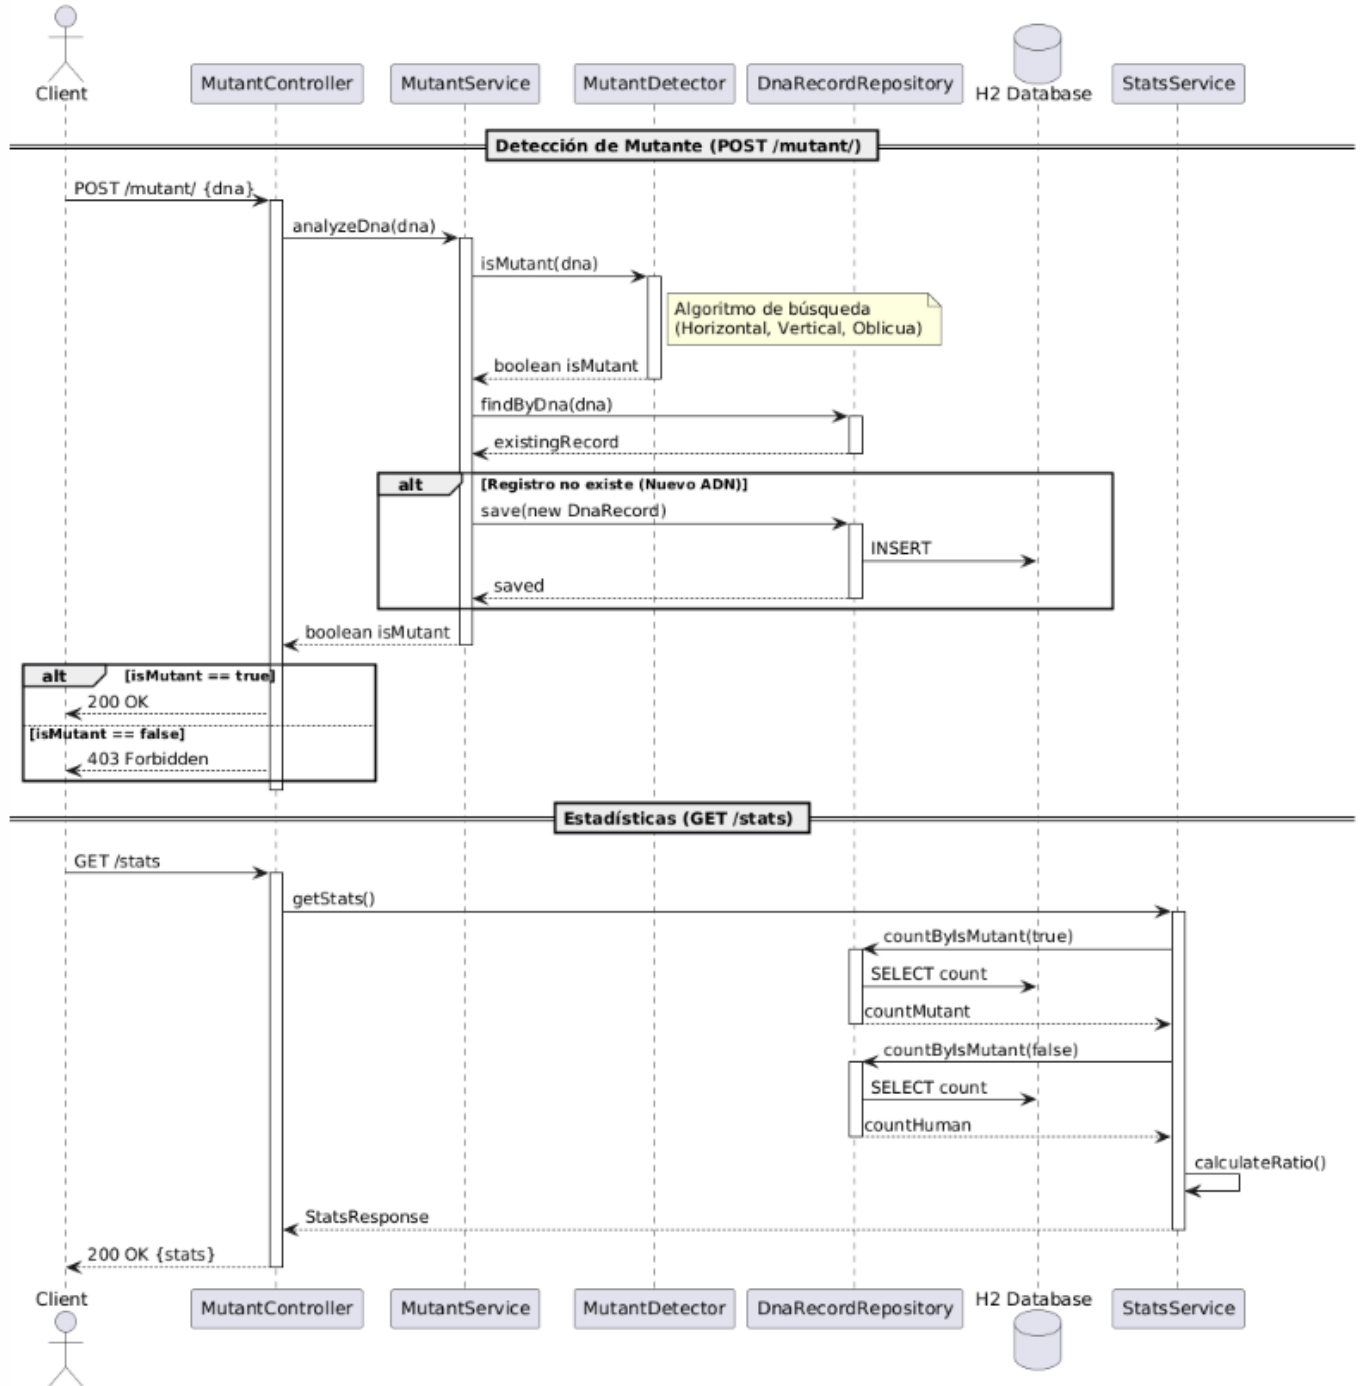 Client
MutantController
MutantService
MutantDetector
DnaRecordRepository
H2 Database
StatsService
Detección de Mutante (POST /mutant/)
POST /mutant/ {dna}
analyzeDna(dna)
isMutant(dna)
Algoritmo de búsqueda
(Horizontal, Vertical, Oblicua)
boolean isMutant
findByDna(dna)
existingRecord
alt
[Registro no existe (Nuevo ADN)]
save(new DnaRecord)
INSERT
saved
boolean isMutant
alt
[isMutant == true]
200 OK
[isMutant == false]
403 Forbidden
Estadísticas (GET /stats)
GET /stats
getStats()
countByIsMutant(true)
SELECT count
countMutant
countByIsMutant(false)
SELECT count
countHuman
calculateRatio()
StatsResponse
200 OK {stats}
Client
MutantController
MutantService
MutantDetector
DnaRecordRepository
H2 Database
StatsService